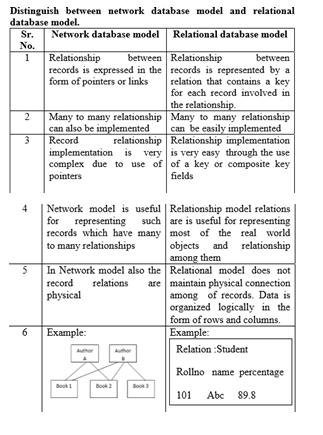 Distinguish between network database model and relational
database model.
Sr. No. Network database model Relational database model
1 Relationship between records is expressed in the form of pointers or links Relationship between records is represented by a relation that contains a key for each record involved in the relationship.
2 Many to many relationship can also be implemented Many to many relationship can be easily implemented
3 Record relationship implementation is very complex due to use of pointers Relationship implementation is very easy through the use of a key or composite key fields
4 Network model is useful for representing such records which have many to many relationships Relationship model relations are is useful for representing most of the real world objects and relationship among them
5 In Network model also the record relations are physical Relational model does not maintain physical connection among of records. Data is organized logically in the form of rows and columns.
6 Example: Example:
Author A Author B
Book 1 Book 2 Book 3
Relation :Student
Rollno name percentage
101 Abc 89.8